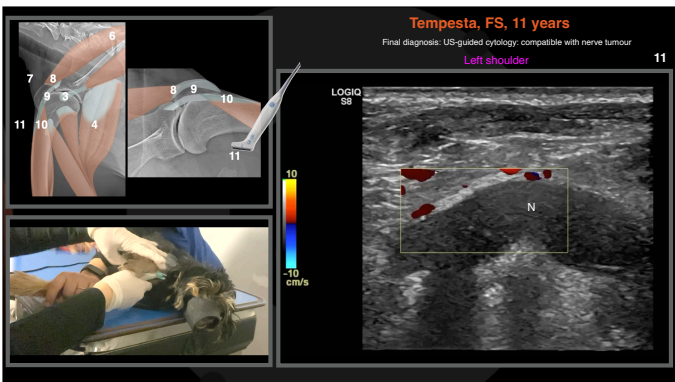 Tempesta, FS, 11 years
Final diagnosis: US-guided cytology: compatible with nerve tumour
Left shoulder
11
6
7
8
9
3
11
10
4
8
9
10
11
LOGIQ
S8
10
-10
cm/s
N